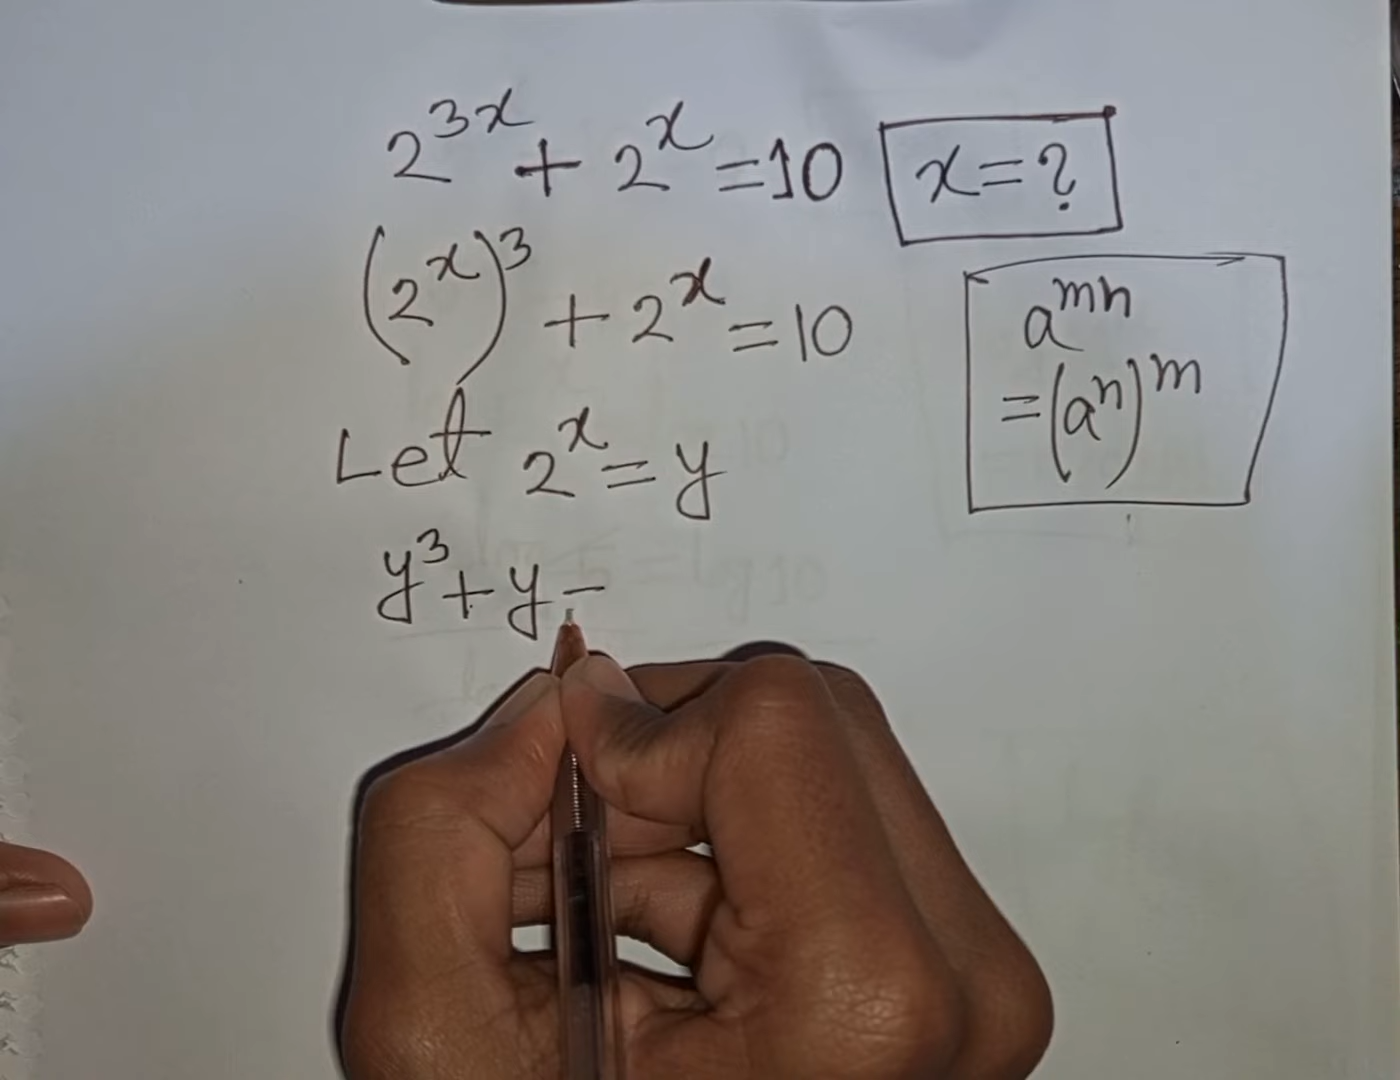 2^{3x} + 2^x = 10
x = ?
(2^x)^3 + 2^x = 10
a^{mn}
= (a^n)^m
Let 2^x = y
y^3 + y −